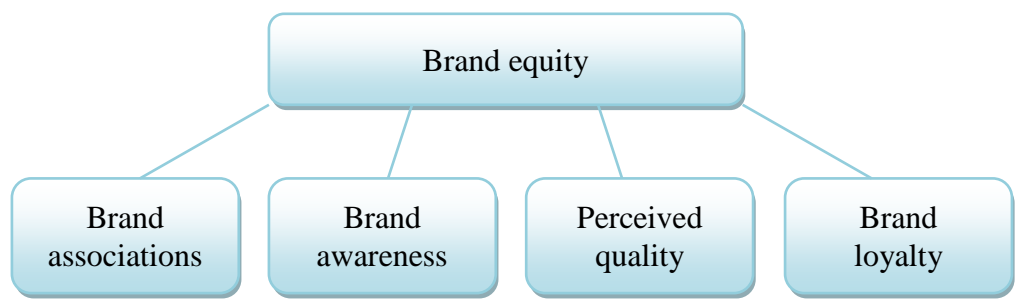 Brand equity
Brand
associations
Brand
awareness
Perceived
quality
Brand
loyalty